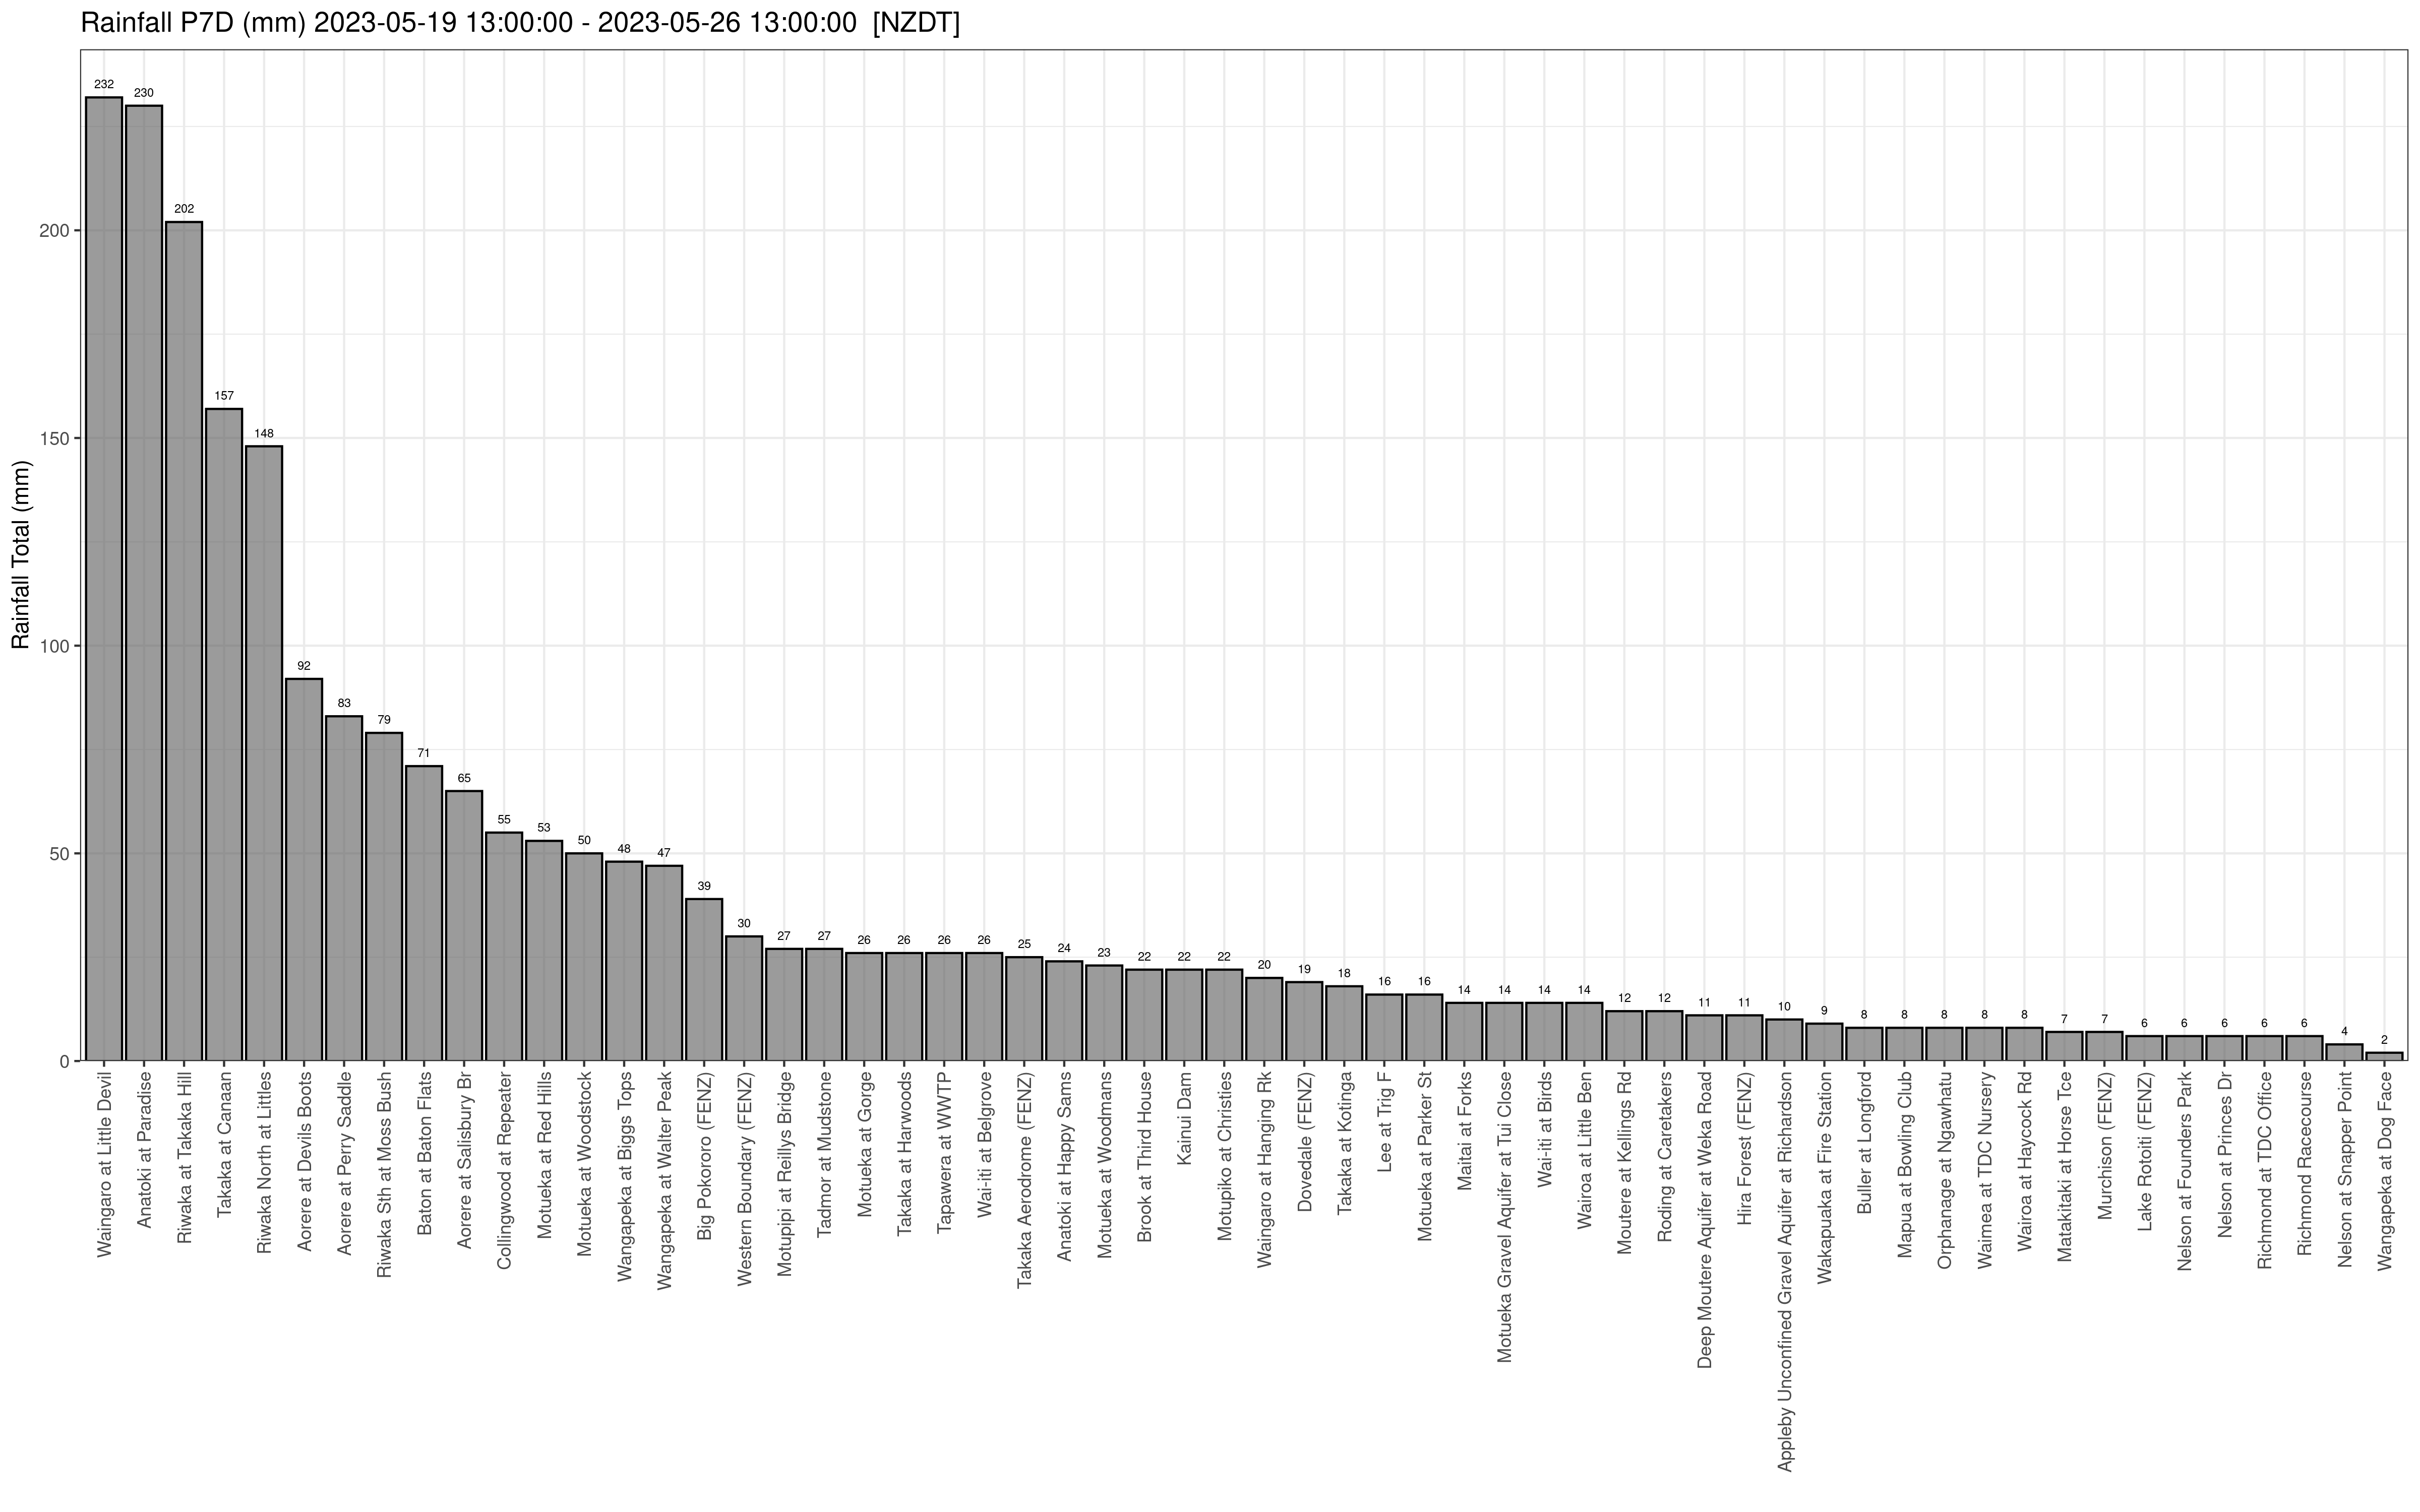 Rainfall P7D (mm) 2023-05-19 13:00:00 - 2023-05-26 13:00:00 [NZDT]
Rainfall Total (mm)
200
150
100
50
0
232
230
202
157
148
92
83
79
71
65
55
53
50
48
47
39
30
27
27
26
26
26
26
25
24
23
22
22
22
20
19
18
16
16
14
14
14
14
12
12
11
11
10
9
8
8
8
8
8
7
7
6
6
6
6
6
4
2
Waingaro at Little Devil
Anatoki at Paradise
Riwaka at Takaka Hill
Takaka at Canaan
Riwaka North at Littles
Aorere at Devils Boots
Aorere at Perry Saddle
Riwaka Sth at Moss Bush
Baton at Baton Flats
Aorere at Salisbury Br
Collingwood at Repeater
Motueka at Red Hills
Motueka at Woodstock
Wangapeka at Biggs Tops
Wangapeka at Walter Peak
Big Pokororo (FENZ)
Western Boundary (FENZ)
Motupipi at Reillys Bridge
Tadmor at Mudstone
Motueka at Gorge
Takaka at Harwoods
Tapawera at WWTP
Wai-iti at Belgrove
Takaka Aerodrome (FENZ)
Anatoki at Happy Sams
Motueka at Woodmans
Brook at Third House
Kainui Dam
Motupiko at Christies
Waingaro at Hanging Rk
Dovedale (FENZ)
Takaka at Kotinga
Lee at Trig F
Motueka at Parker St
Maitai at Forks
Motueka Gravel Aquifer at Tui Close
Wai-iti at Birds
Wairoa at Little Ben
Moutere at Kellings Rd
Roding at Caretakers
Deep Moutere Aquifer at Weka Road
Hira Forest (FENZ)
Appleby Unconfined Gravel Aquifer at Richardson
Wakapuaka at Fire Station
Buller at Longford
Mapua at Bowling Club
Orphanage at Ngawhatu
Waimea at TDC Nursery
Wairoa at Haycock Rd
Matakitaki at Horse Tce
Murchison (FENZ)
Lake Rotoiti (FENZ)
Nelson at Founders Park
Nelson at Princes Dr
Richmond at TDC Office
Richmond Racecourse
Nelson at Snapper Point
Wangapeka at Dog Face